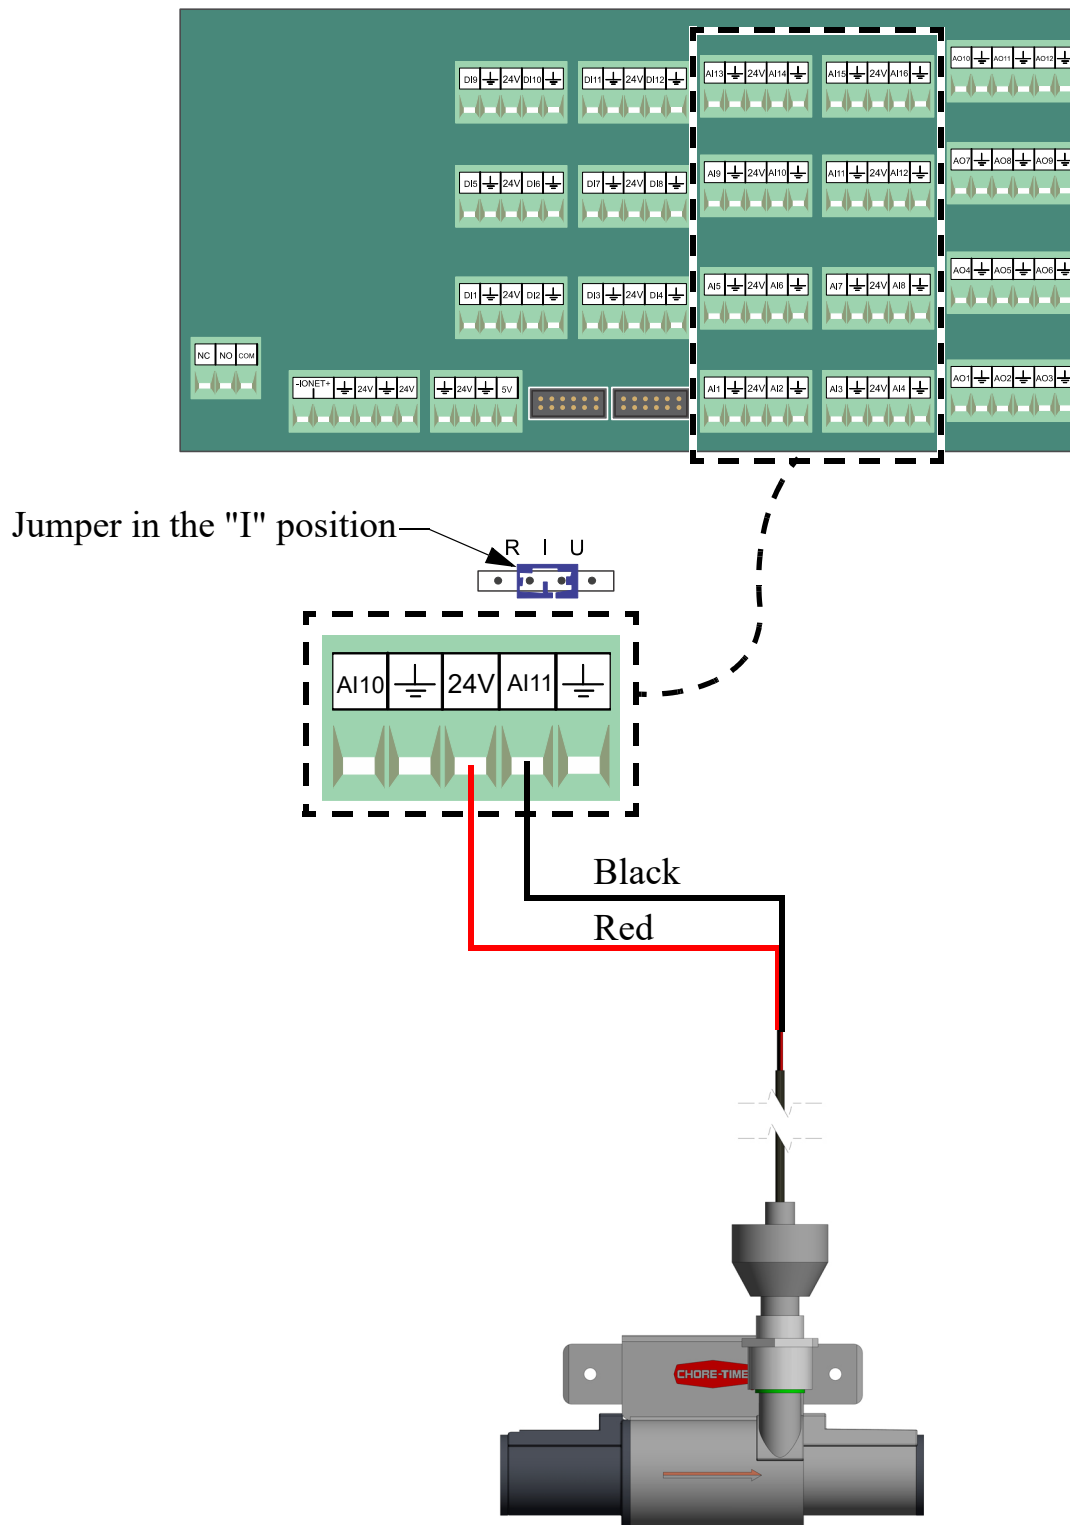 DI9 24V DI10
DI11 24V DI12
AI13 24V AI14
AI15 24V AI16
AO10 AO11 AO12
DI5 24V DI6
DI7 24V DI8
AI9 24V AI10
AI11 24V AI12
AO7 AO8 AO9
DI1 24V DI2
DI3 24V DI4
AI5 24V AI6
AI7 24V AI8
AO4 AO5 AO6
NC NO COM
-IONET+ 24V 24V
24V 5V
AI1 24V AI2
AI3 24V AI4
AO1 AO2 AO3
Jumper in the "I" position
R I U
AI10 24V AI11
Black
Red
CHORE-TIME